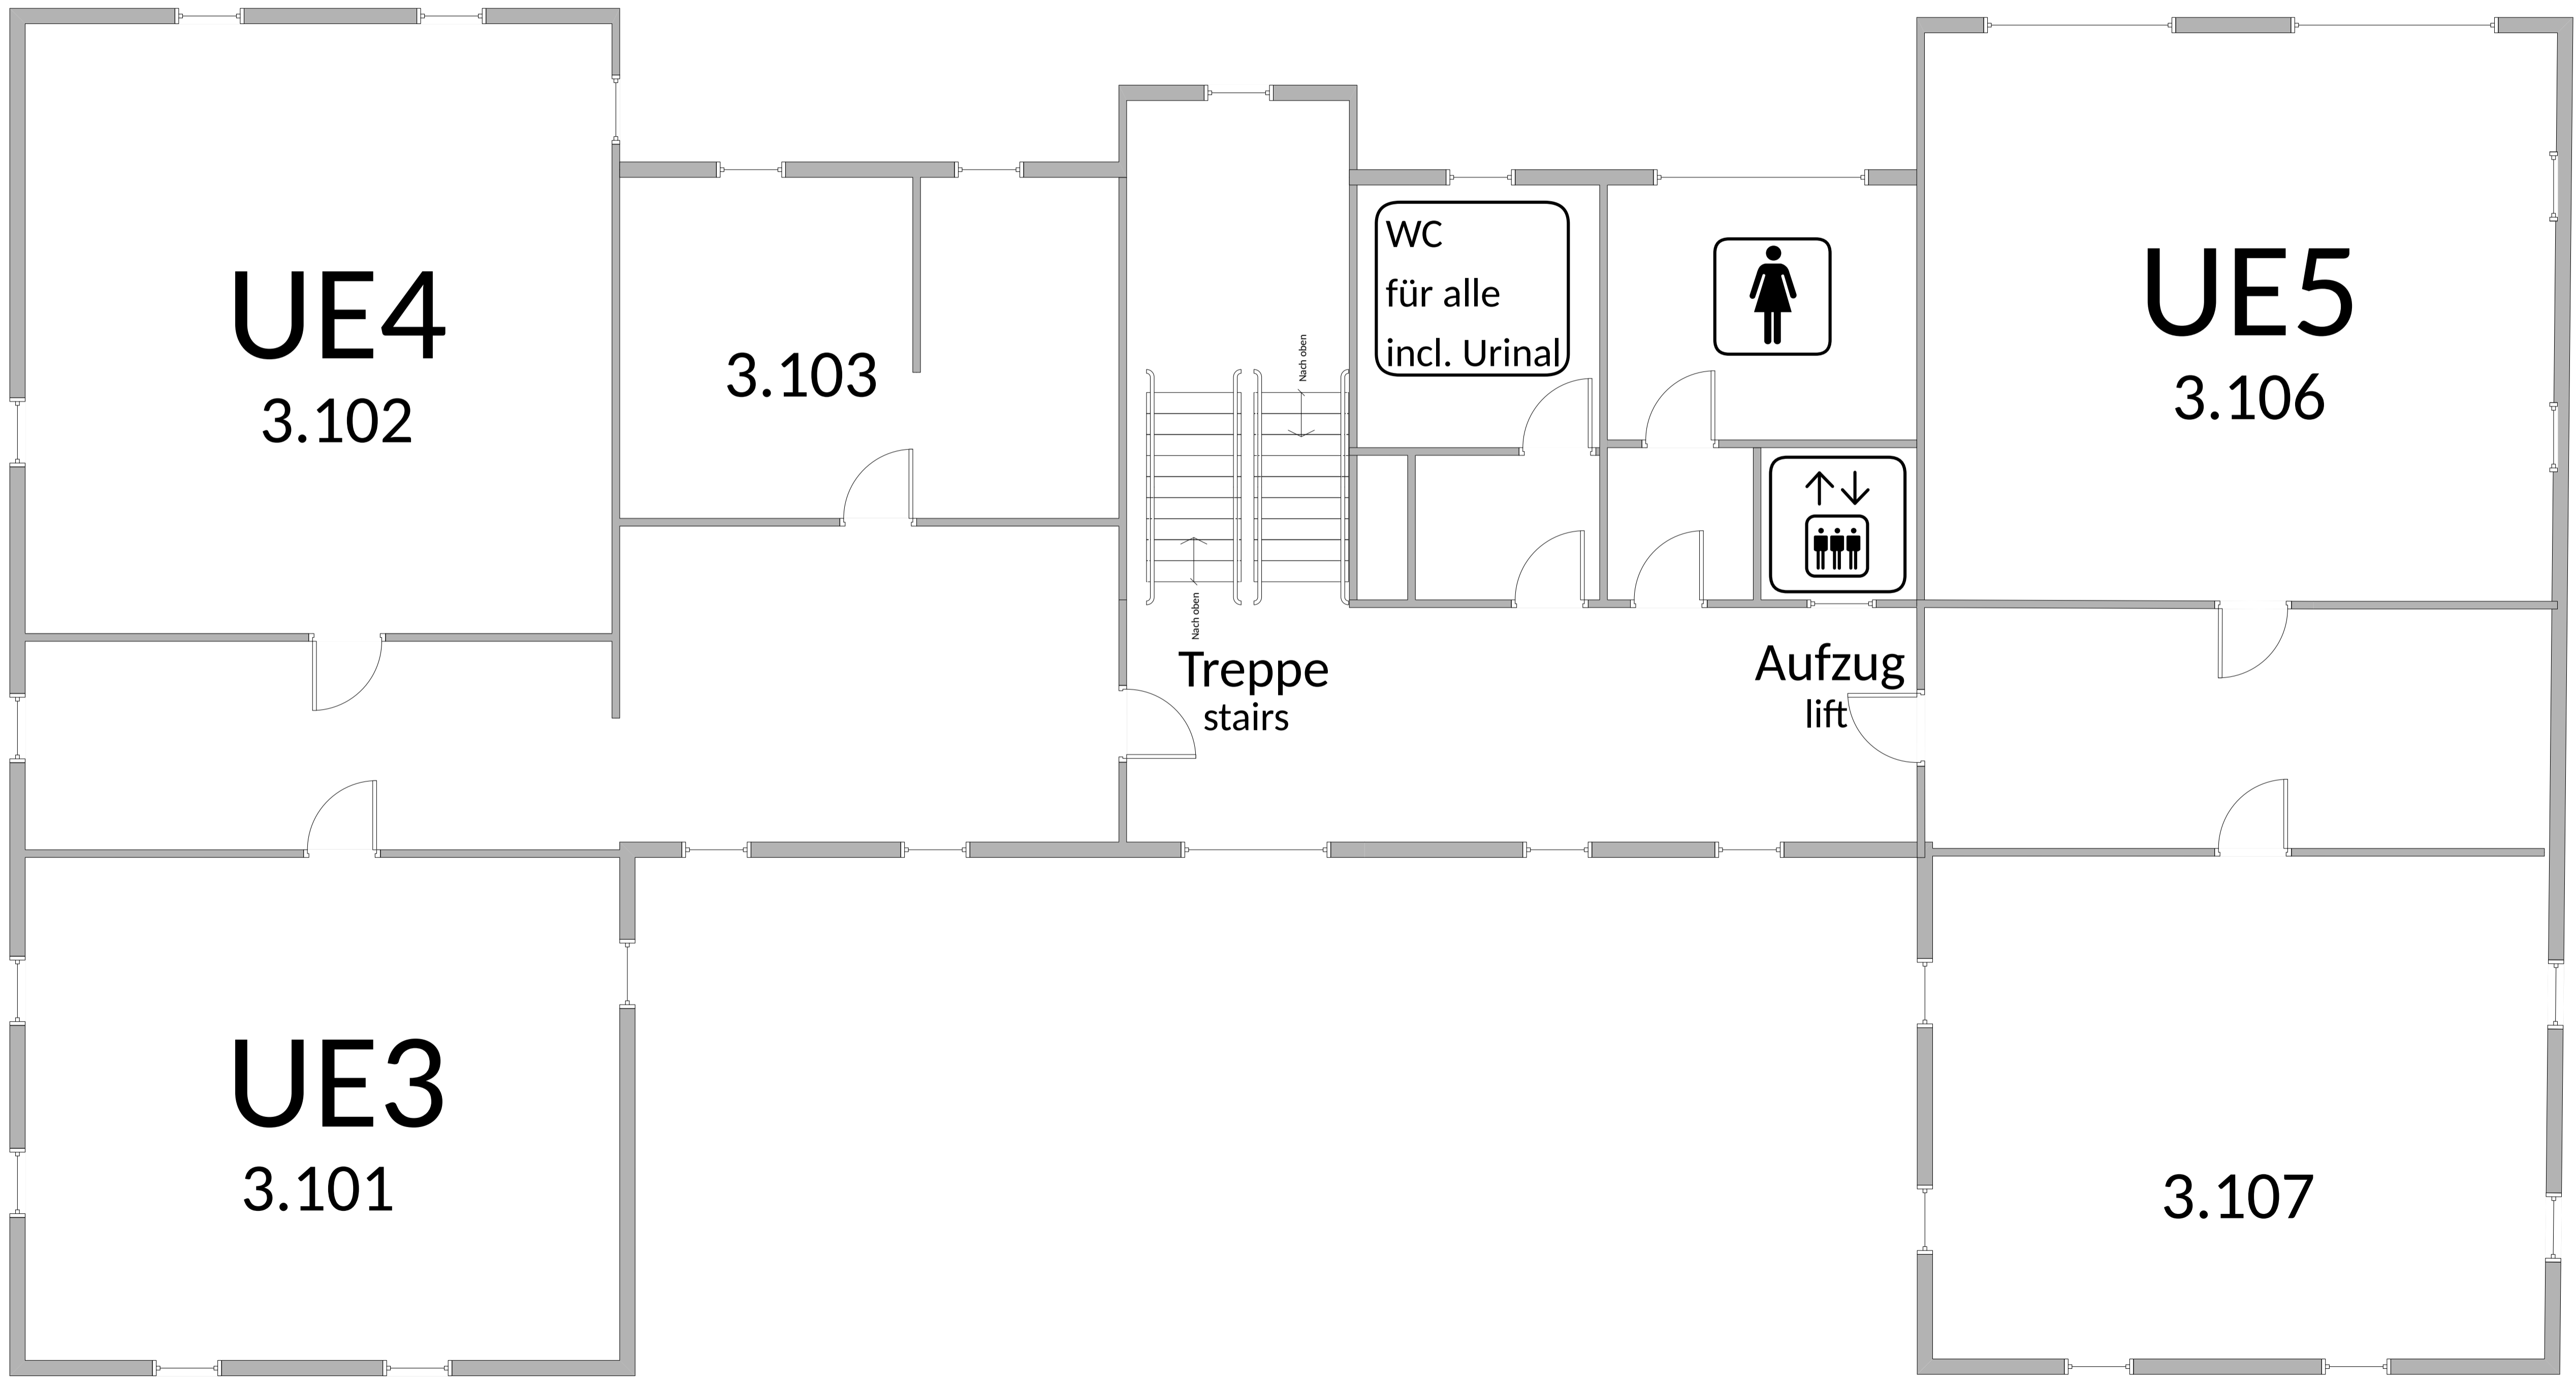 UE4
3.102
3.103
WC
für alle
incl. Urinal
Nach oben
Nach oben
Treppe
stairs
Aufzug
lift
UE5
3.106
UE3
3.101
3.107